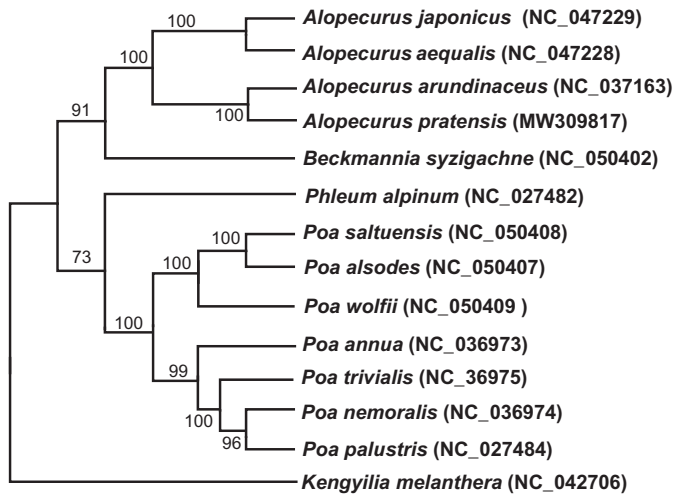 100
Alopecurus japonicus (NC_047229)
100
Alopecurus aequalis (NC_047228)
Alopecurus arundinaceus (NC_037163)
91
100
Alopecurus pratensis (MW309817)
Beckmannia syzigachne (NC_050402)
Phleum alpinum (NC_027482)
100
Poa saltuensis (NC_050408)
73
100
Poa alsodes (NC_050407)
Poa wolfii (NC_050409 )
100
Poa annua (NC_036973)
99
Poa trivialis (NC_36975)
100
Poa nemoralis (NC_036974)
96
Poa palustris (NC_027484)
Kengyilia melanthera (NC_042706)